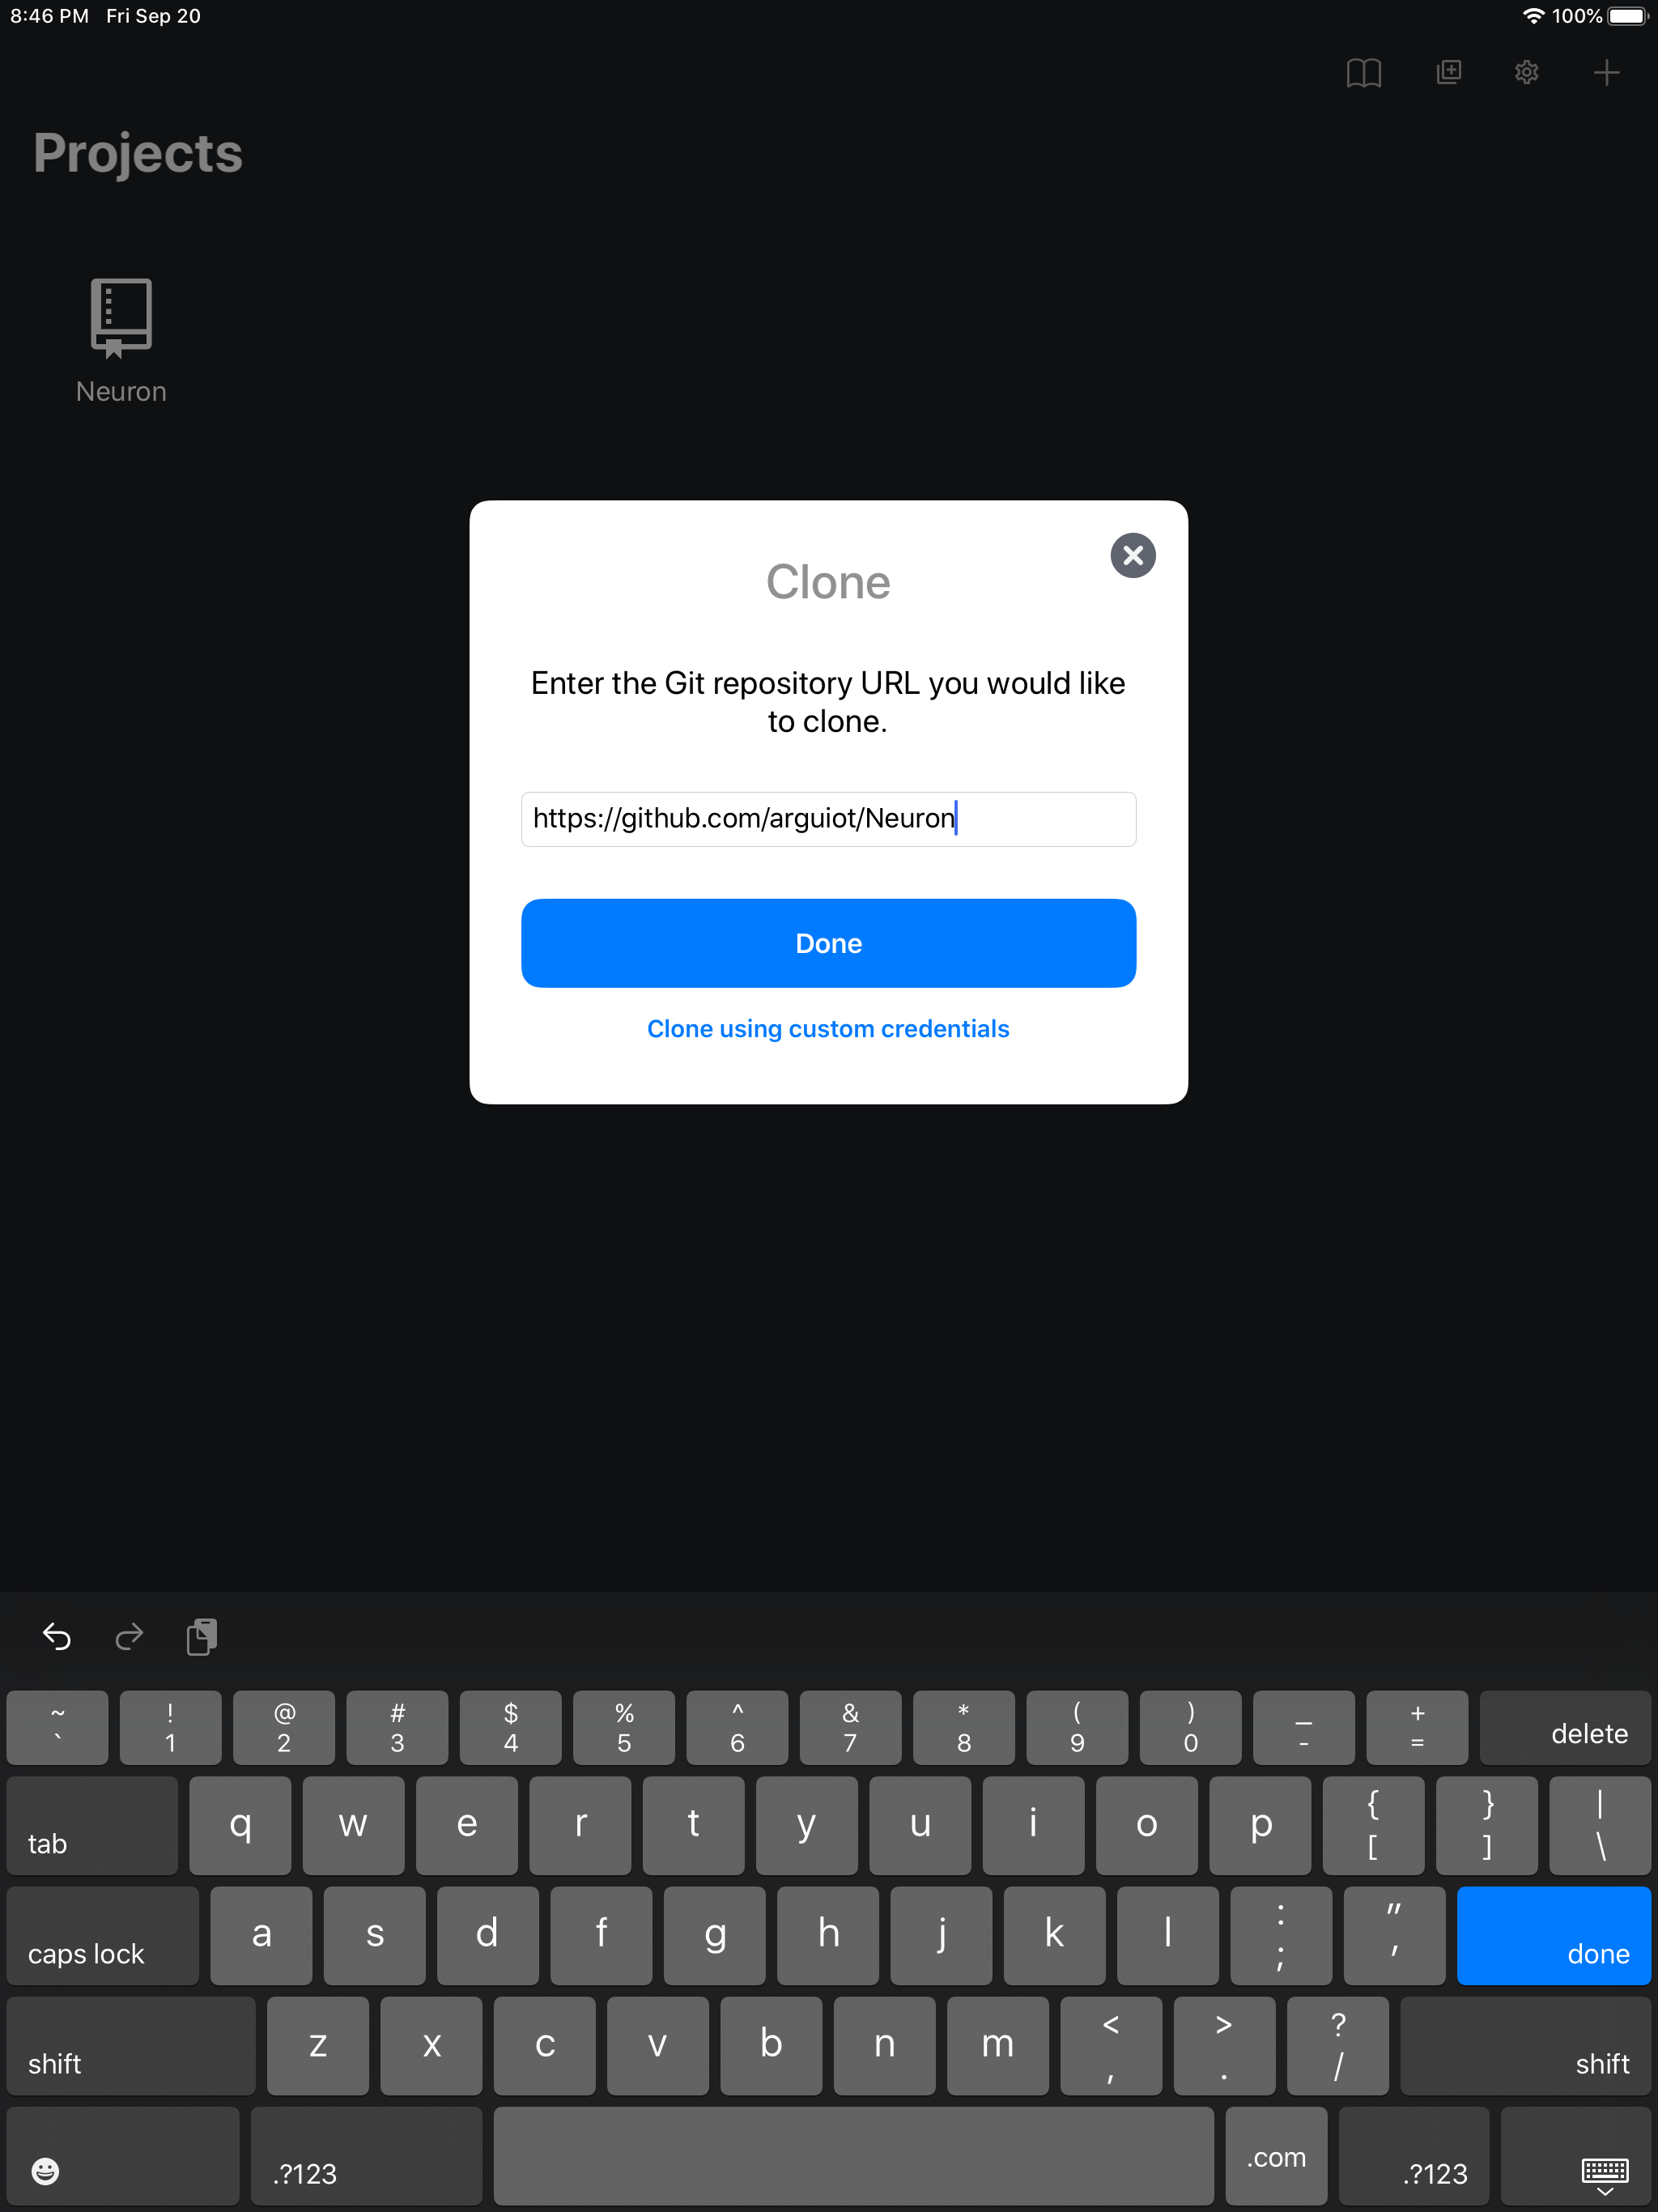 8:46 PM Fri Sep 20 100%
Projects
Neuron
Clone
Enter the Git repository URL you would like
to clone.
https://github.com/arguiot/Neuron
Done
Clone using custom credentials
~ ! @ # $ % ^ & * ( ) _ +
` 1 2 3 4 5 6 7 8 9 0 - = delete
tab q w e r t y u i o p { [ } ] | \
caps lock a s d f g h j k l : ; " ' done
shift z x c v b n m < , > . ? / shift
.?123 .com .?123